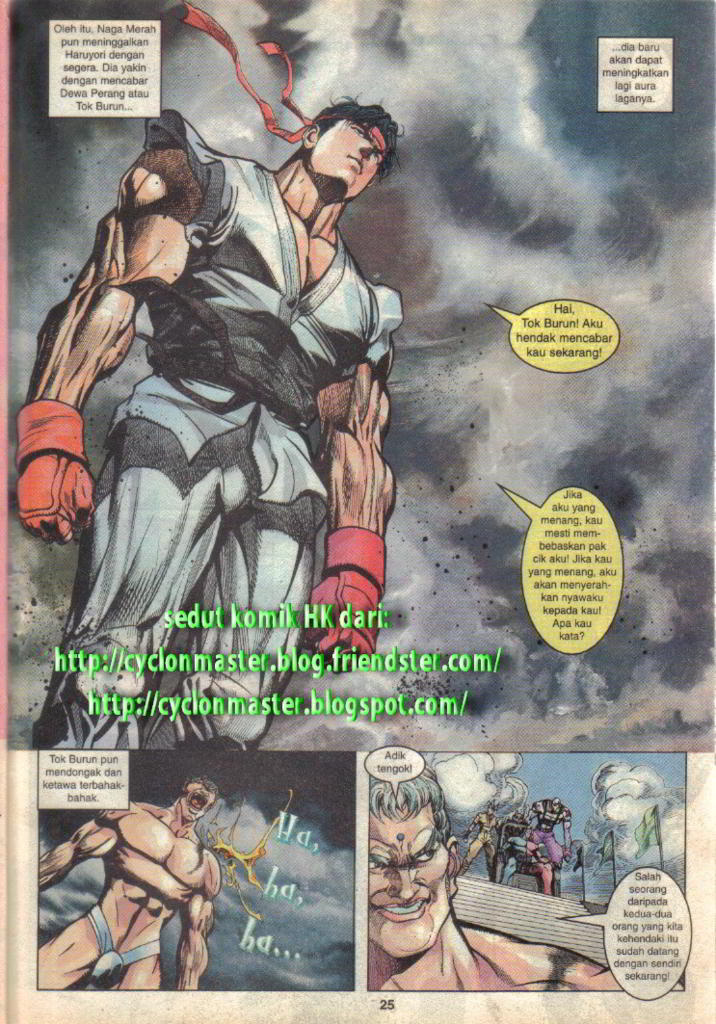 Oleh itu, Naga Merah
pun meninggalkan
Haruyori dengan
segera. Dia yakin
dengan mencabar
Dewa Perang atau
Tok Burun...
...dia baru
akan dapat
meningkatkan
lagi aura
laganya.
Hai,
Tok Burun! Aku
hendak mencabar
kau sekarang!
Jika
aku yang
menang, kau
mesti mem-
bebaskan pak
cik aku! Jika kau
yang menang, aku
akan menyerah-
kan nyawaku
kepada kau!
Apa kau
kata?
sedut komik HK dari:
http://cyclonmaster.blog.friendster.com/
http://cyclonmaster.blogspot.com/
Tok Burun pun
mendongak dan
ketawa terbahak-
bahak.
Ha,
ha,
ha...
Adik
tengok!
Salah
seorang
daripada
kedua-dua
orang yang kita
kehendaki itu
sudah datang
dengan sendiri
sekarang!
25